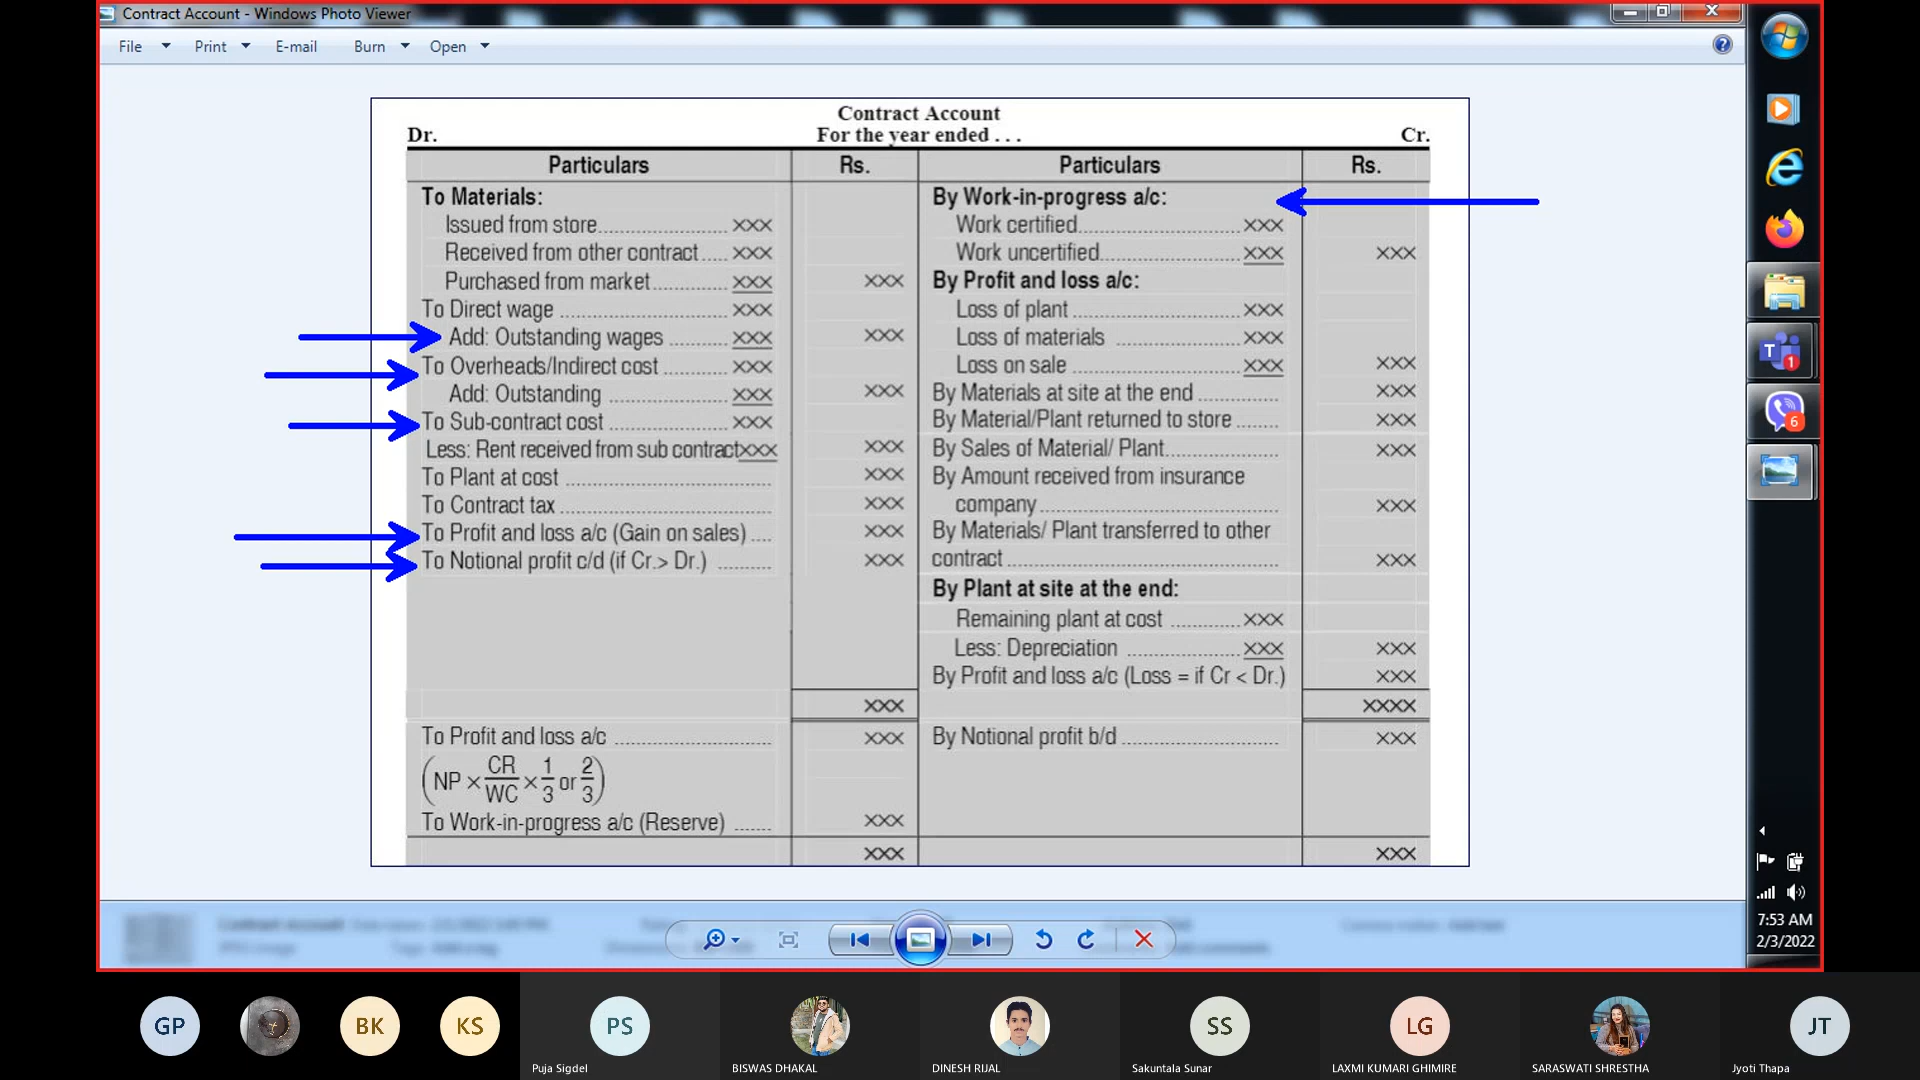 Contract Account - Windows Photo Viewer
File Print E-mail Burn Open
Contract Account
Dr. For the year ended . . . Cr.
Particulars Rs. Particulars Rs.
To Materials: By Work-in-progress a/c:
Issued from store XXX Work certified XXX
Received from other contract XXX Work uncertified XXX XXX
Purchased from market XXX XXX By Profit and loss a/c:
To Direct wage XXX Loss of plant XXX
Add: Outstanding wages XXX XXX Loss of materials XXX
To Overheads/Indirect cost XXX Loss on sale XXX XXX
Add: Outstanding XXX XXX By Materials at site at the end XXX
To Sub-contract cost XXX By Material/Plant returned to store XXX
Less: Rent received from sub contract XXX XXX By Sales of Material/ Plant XXX
To Plant at cost XXX By Amount received from insurance
To Contract tax XXX company XXX
To Profit and loss a/c (Gain on sales) XXX By Materials/ Plant transferred to other
To Notional profit c/d (if Cr.> Dr.) XXX contract XXX
By Plant at site at the end:
Remaining plant at cost XXX
Less: Depreciation XXX XXX
By Profit and loss a/c (Loss = if Cr < Dr.) XXX
XXX XXXX
To Profit and loss a/c XXX By Notional profit b/d XXX
(NP × CR/WC × 1/3 or 2/3)
To Work-in-progress a/c (Reserve) XXX
XXX XXX
T 1
6
7:53 AM
2/3/2022
GP BK KS PS SS LG JT
Puja Sigdel BISWAS DHAKAL DINESH RIJAL Sakuntala Sunar LAXMI KUMARI GHIMIRE SARASWATI SHRESTHA Jyoti Thapa